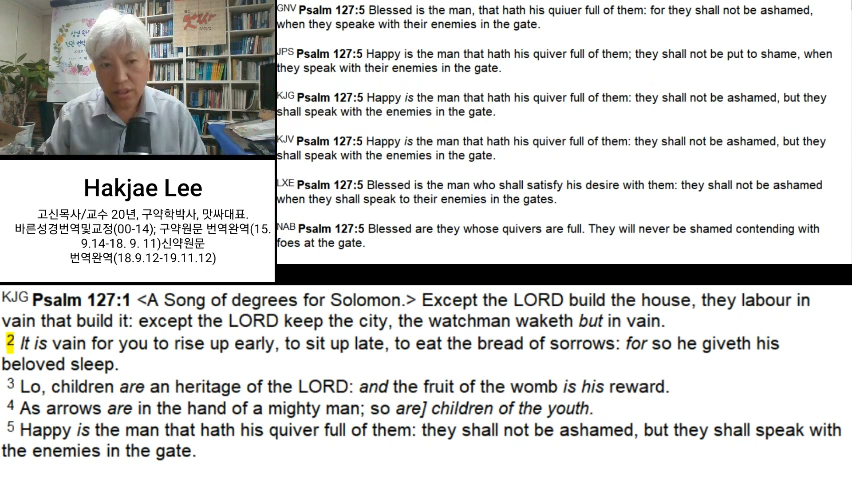 맛싸
Hakjae Lee
고신목사/교수 20년, 구약학박사, 맛싸대표.
바른성경번역및교정(00-14); 구약원문 번역완역(15.
9.14-18. 9. 11)신약원문
번역완역(18.9.12-19.11.12)
GNV Psalm 127:5 Blessed is the man, that hath his quiuer full of them: for they shall not be ashamed,
when they speake with their enemies in the gate.
JPS Psalm 127:5 Happy is the man that hath his quiver full of them; they shall not be put to shame, when
they speak with their enemies in the gate.
KJG Psalm 127:5 Happy is the man that hath his quiver full of them: they shall not be ashamed, but they
shall speak with the enemies in the gate.
KJV Psalm 127:5 Happy is the man that hath his quiver full of them: they shall not be ashamed, but they
shall speak with the enemies in the gate.
LXE Psalm 127:5 Blessed is the man who shall satisfy his desire with them: they shall not be ashamed
when they shall speak to their enemies in the gates.
NAB Psalm 127:5 Blessed are they whose quivers are full. They will never be shamed contending with
foes at the gate.
KJG Psalm 127:1 <A Song of degrees for Solomon.> Except the LORD build the house, they labour in
vain that build it: except the LORD keep the city, the watchman waketh but in vain.
2 It is vain for you to rise up early, to sit up late, to eat the bread of sorrows: for so he giveth his
beloved sleep.
3 Lo, children are an heritage of the LORD: and the fruit of the womb is his reward.
4 As arrows are in the hand of a mighty man; so are] children of the youth.
5 Happy is the man that hath his quiver full of them: they shall not be ashamed, but they shall speak with
the enemies in the gate.